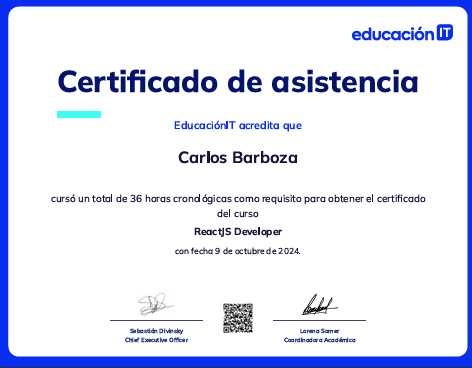 educación IT
Certificado de asistencia
EducaciónIT acredita que
Carlos Barboza
cursó un total de 36 horas cronológicas como requisito para obtener el certificado
del curso
ReactJS Developer
con fecha 9 de octubre de 2024.
Sebastián Divinsky
Chief Executive Officer
Lorena Samer
Coordinadora Académica